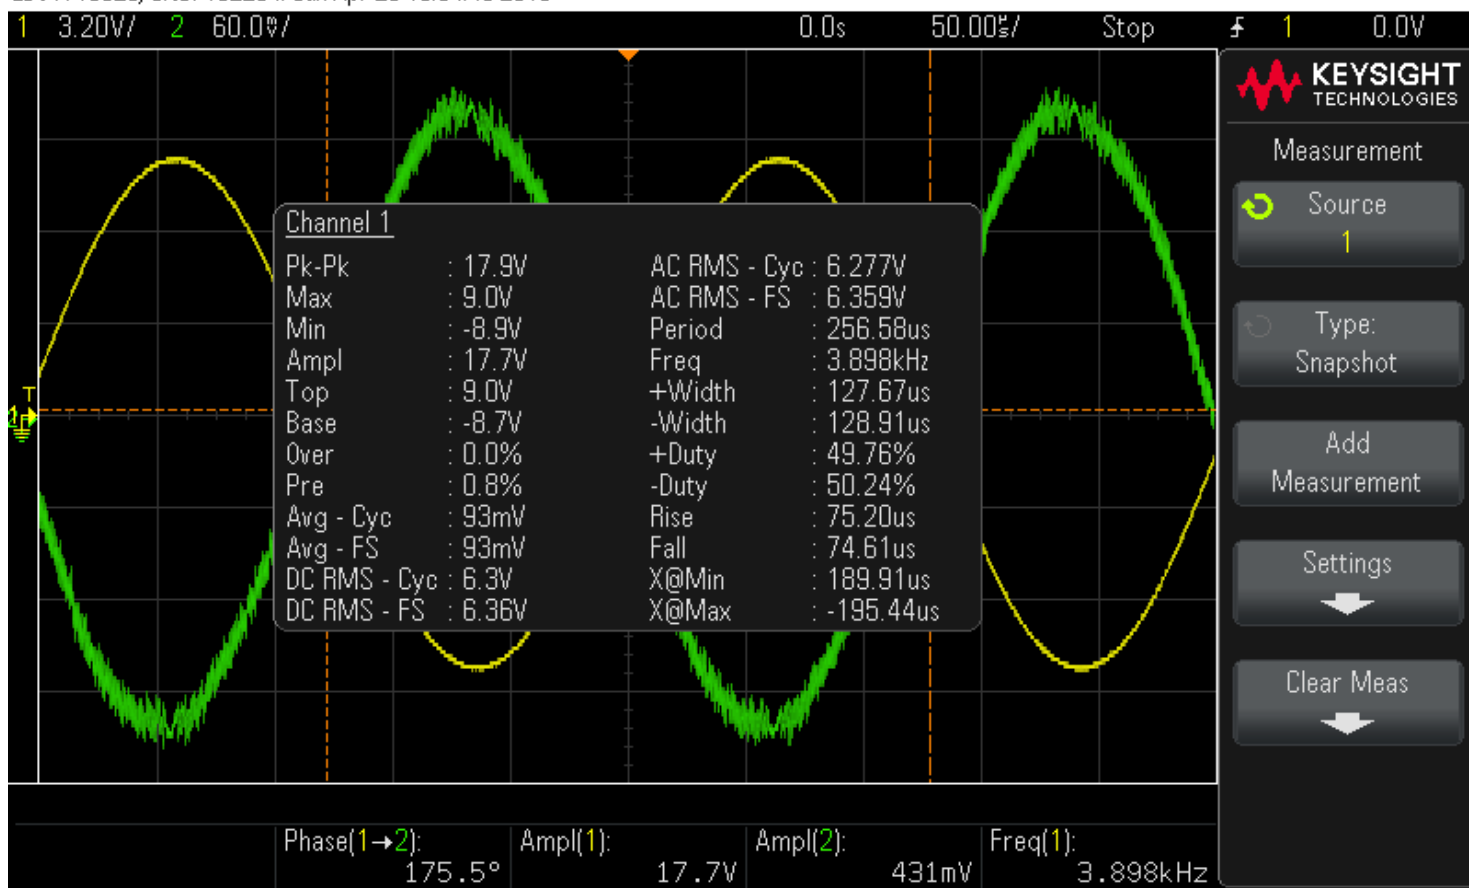 1 3.20V/ 2 60.0mV/ 0.0s 50.00us/ Stop 1 0.0V
KEYSIGHT
TECHNOLOGIES
Measurement
Source
1
Type:
Snapshot
Add
Measurement
Settings
Clear Meas
T
Channel 1
Pk-Pk : 17.9V AC RMS - Cyc : 6.277V
Max : 9.0V AC RMS - FS : 6.359V
Min : -8.9V Period : 256.58us
Ampl : 17.7V Freq : 3.898kHz
Top : 9.0V +Width : 127.67us
Base : -8.7V -Width : 128.91us
Over : 0.0% +Duty : 49.76%
Pre : 0.8% -Duty : 50.24%
Avg - Cyc : 93mV Rise : 75.20us
Avg - FS : 93mV Fall : 74.61us
DC RMS - Cyc : 6.3V X@Min : 189.91us
DC RMS - FS : 6.36V X@Max : -195.44us
Phase(1→2): Ampl(1): Ampl(2): Freq(1):
175.5° 17.7V 431mV 3.898kHz